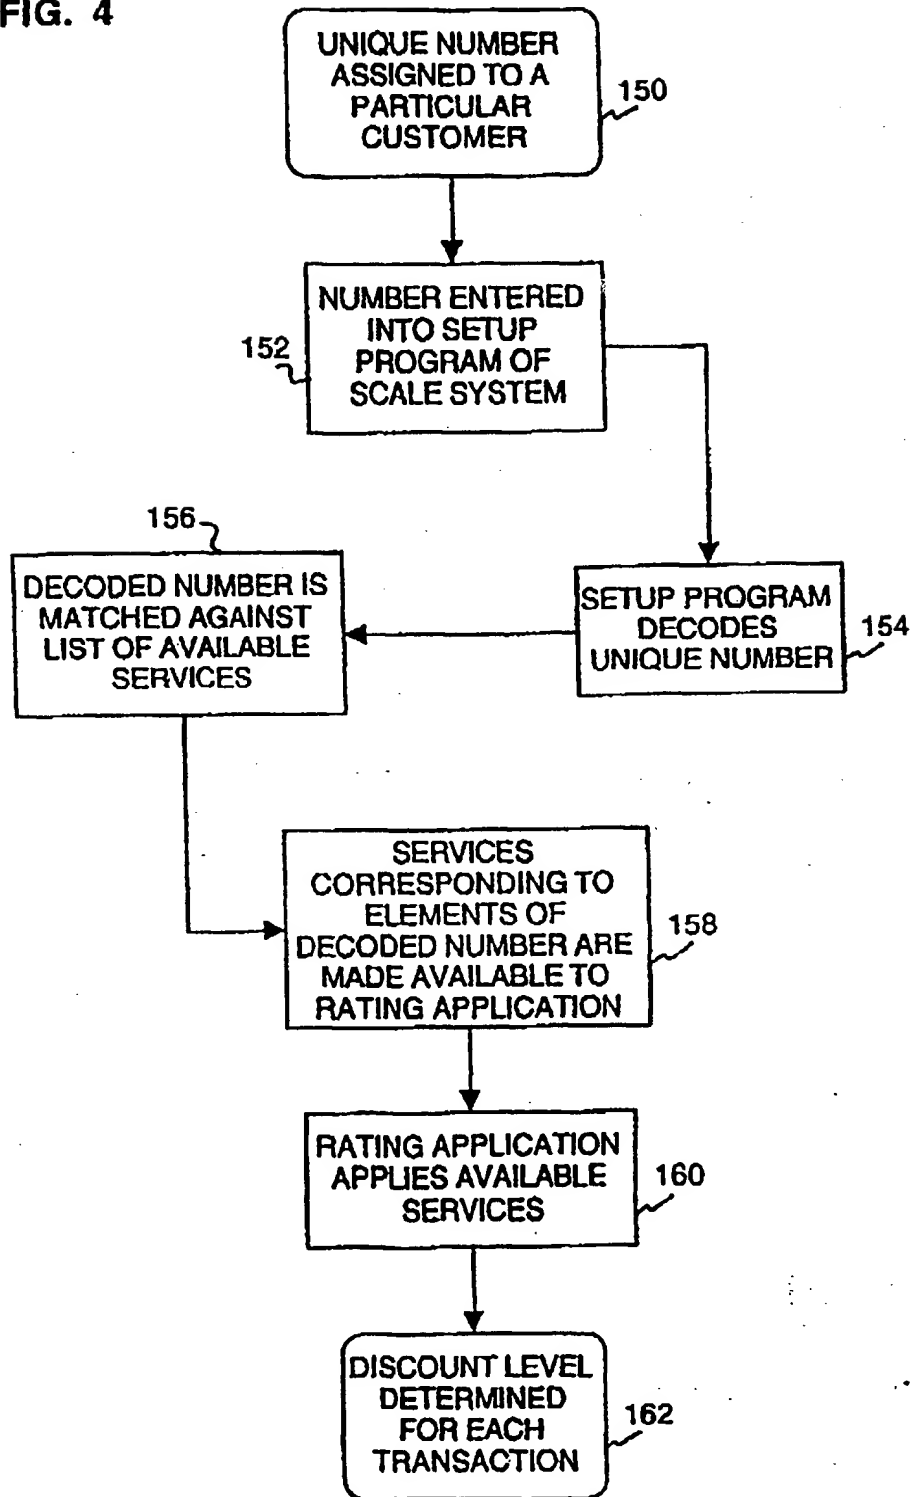 FIG. 4
UNIQUE NUMBER
ASSIGNED TO A
PARTICULAR
CUSTOMER
150
NUMBER ENTERED
INTO SETUP
PROGRAM OF
SCALE SYSTEM
152
SETUP PROGRAM
DECODES
UNIQUE NUMBER
154
156
DECODED NUMBER IS
MATCHED AGAINST
LIST OF AVAILABLE
SERVICES
SERVICES
CORRESPONDING TO
ELEMENTS OF
DECODED NUMBER ARE
MADE AVAILABLE TO
RATING APPLICATION
158
RATING APPLICATION
APPLIES AVAILABLE
SERVICES
160
DISCOUNT LEVEL
DETERMINED
FOR EACH
TRANSACTION
162